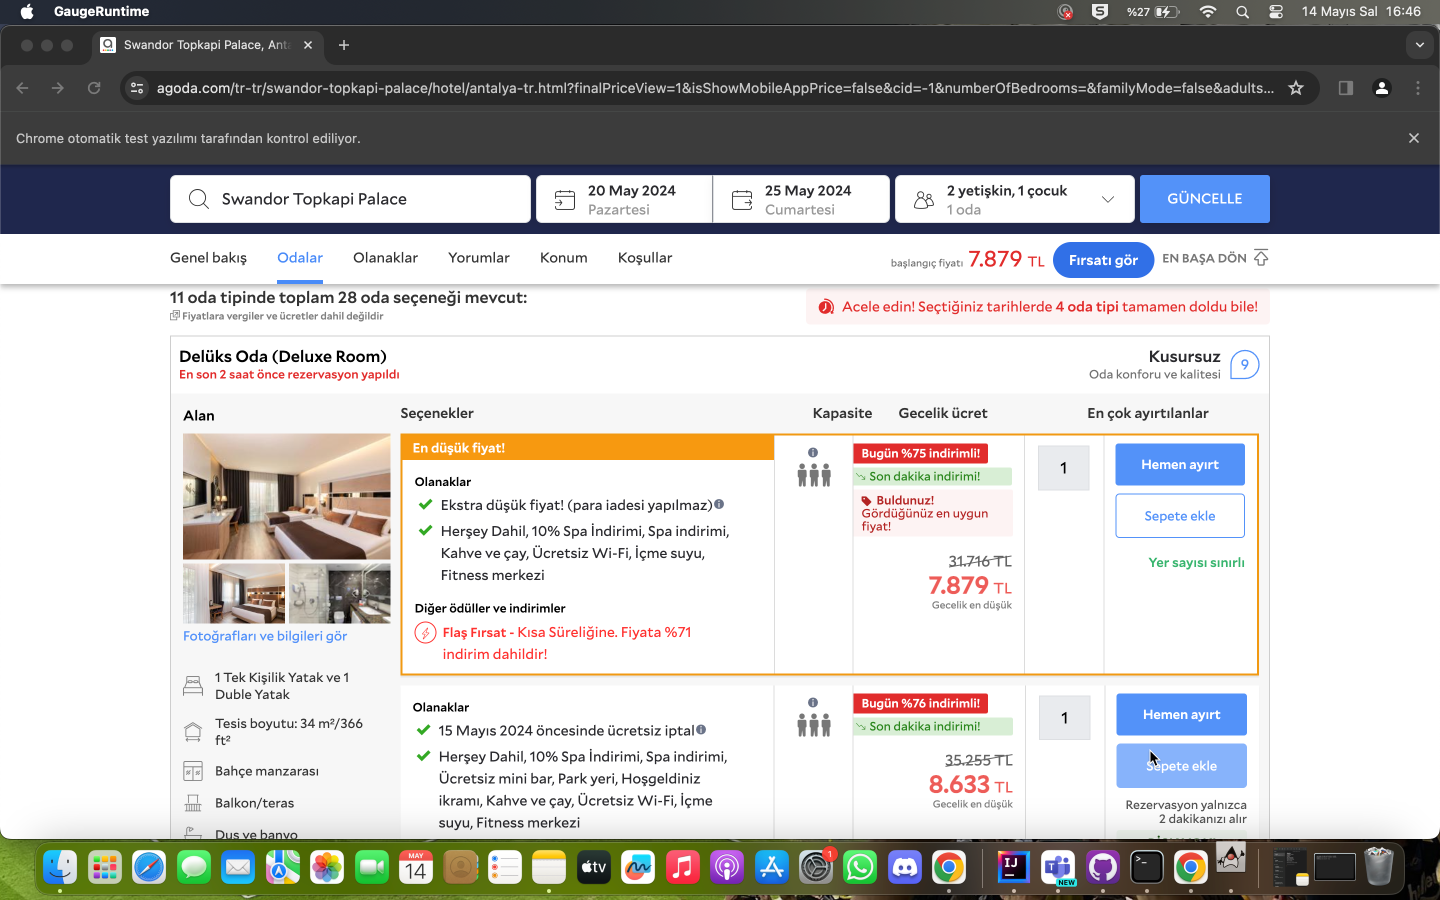 GaugeRuntime
%27
14 Mayıs Sal 16:46
Swandor Topkapi Palace, Anta
agoda.com/tr-tr/swandor-topkapi-palace/hotel/antalya-tr.html?finalPriceView=1&isShowMobileAppPrice=false&cid=-1&numberOfBedrooms=&familyMode=false&adults...
Chrome otomatik test yazılımı tarafından kontrol ediliyor.
Swandor Topkapi Palace
20 May 2024
Pazartesi
25 May 2024
Cumartesi
2 yetişkin, 1 çocuk
1 oda
GÜNCELLE
Genel bakış
Odalar
Olanaklar
Yorumlar
Konum
Koşullar
başlangıç fiyatı 7.879 TL
Fırsatı gör
EN BAŞA DÖN
11 oda tipinde toplam 28 oda seçeneği mevcut:
Fiyatlara vergiler ve ücretler dahil değildir
Acele edin! Seçtiğiniz tarihlerde 4 oda tipi tamamen doldu bile!
Delüks Oda (Deluxe Room)
En son 2 saat önce rezervasyon yapıldı
Kusursuz
Oda konforu ve kalitesi
9
Alan
Seçenekler
Kapasite
Gecelik ücret
En çok ayırtılanlar
Fotoğrafları ve bilgileri gör
1 Tek Kişilik Yatak ve 1
Duble Yatak
Tesis boyutu: 34 m²/366
ft²
Bahçe manzarası
Balkon/teras
Duş ve banyo
En düşük fiyat!
Olanaklar
Ekstra düşük fiyat! (para iadesi yapılmaz)
Herşey Dahil, 10% Spa İndirimi, Spa indirimi,
Kahve ve çay, Ücretsiz Wi-Fi, İçme suyu,
Fitness merkezi
Diğer ödüller ve indirimler
Flaş Fırsat - Kısa Süreliğine. Fiyata %71
indirim dahildir!
Bugün %75 indirimli!
Son dakika indirimi!
Buldunuz!
Gördüğünüz en uygun
fiyat!
31.716 TL
7.879 TL
Gecelik en düşük
1
Hemen ayırt
Sepete ekle
Yer sayısı sınırlı
Olanaklar
15 Mayıs 2024 öncesinde ücretsiz iptal
Herşey Dahil, 10% Spa İndirimi, Spa indirimi,
Ücretsiz mini bar, Park yeri, Hoşgeldiniz
ikramı, Kahve ve çay, Ücretsiz Wi-Fi, İçme
suyu, Fitness merkezi
Bugün %76 indirimli!
Son dakika indirimi!
35.255 TL
8.633 TL
Gecelik en düşük
1
Hemen ayırt
Sepete ekle
Rezervasyon yalnızca
2 dakikanızı alır
MAY
14
tv
1
IJ
NEW